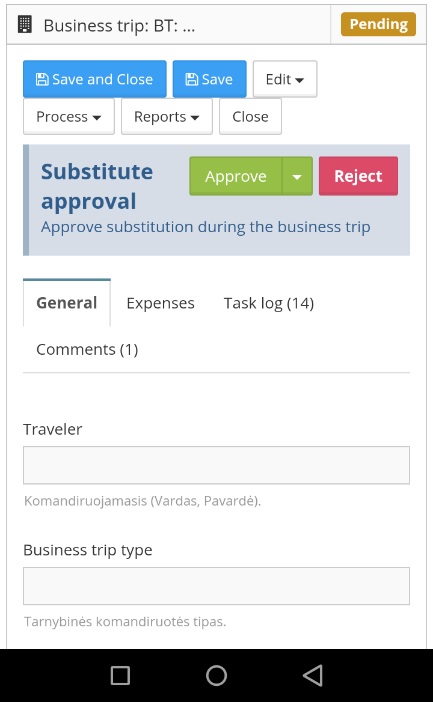 Business trip: BT: ...
Pending
Save and Close
Save
Edit
Process
Reports
Close
Substitute
approval
Approve
Reject
Approve substitution during the business trip
General
Expenses
Task log (14)
Comments (1)
Traveler
Komandiruojamasis (Vardas, Pavardė).
Business trip type
Tarnybinės komandiruotės tipas.